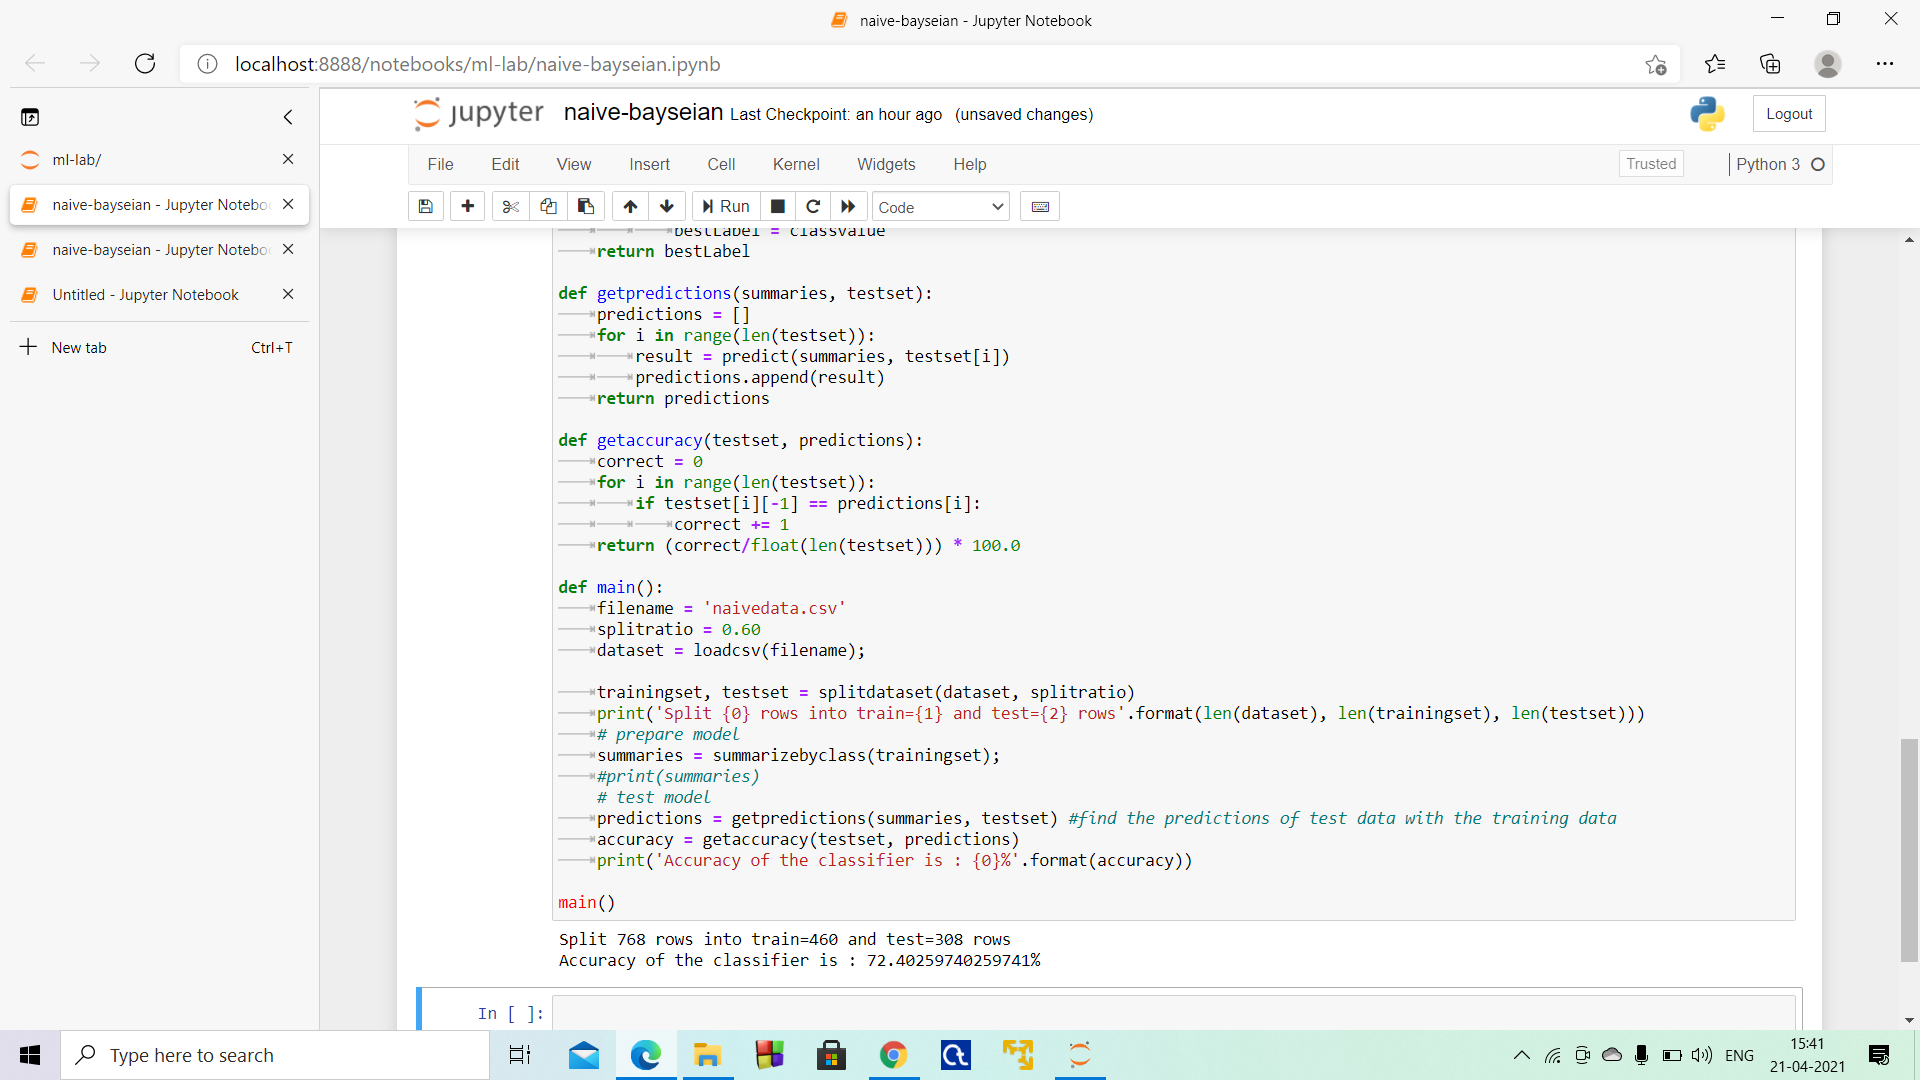 naive-bayseian - Jupyter Notebook
localhost:8888/notebooks/ml-lab/naive-bayseian.ipynb
ml-lab/
naive-bayseian - Jupyter Notebo
naive-bayseian - Jupyter Notebo
Untitled - Jupyter Notebook
New tab Ctrl+T
jupyter naive-bayseian Last Checkpoint: an hour ago (unsaved changes)
Logout
File Edit View Insert Cell Kernel Widgets Help
Trusted
Python 3
Run
Code
bestLabel = classvalue
return bestLabel
def getpredictions(summaries, testset):
predictions = []
for i in range(len(testset)):
result = predict(summaries, testset[i])
predictions.append(result)
return predictions
def getaccuracy(testset, predictions):
correct = 0
for i in range(len(testset)):
if testset[i][-1] == predictions[i]:
correct += 1
return (correct/float(len(testset))) * 100.0
def main():
filename = 'naivedata.csv'
splitratio = 0.60
dataset = loadcsv(filename);
trainingset, testset = splitdataset(dataset, splitratio)
print('Split {0} rows into train={1} and test={2} rows'.format(len(dataset), len(trainingset), len(testset)))
# prepare model
summaries = summarizebyclass(trainingset);
#print(summaries)
# test model
predictions = getpredictions(summaries, testset) #find the predictions of test data with the training data
accuracy = getaccuracy(testset, predictions)
print('Accuracy of the classifier is : {0}%'.format(accuracy))
main()
Split 768 rows into train=460 and test=308 rows
Accuracy of the classifier is : 72.40259740259741%
In [ ]:
Type here to search
ENG
15:41
21-04-2021